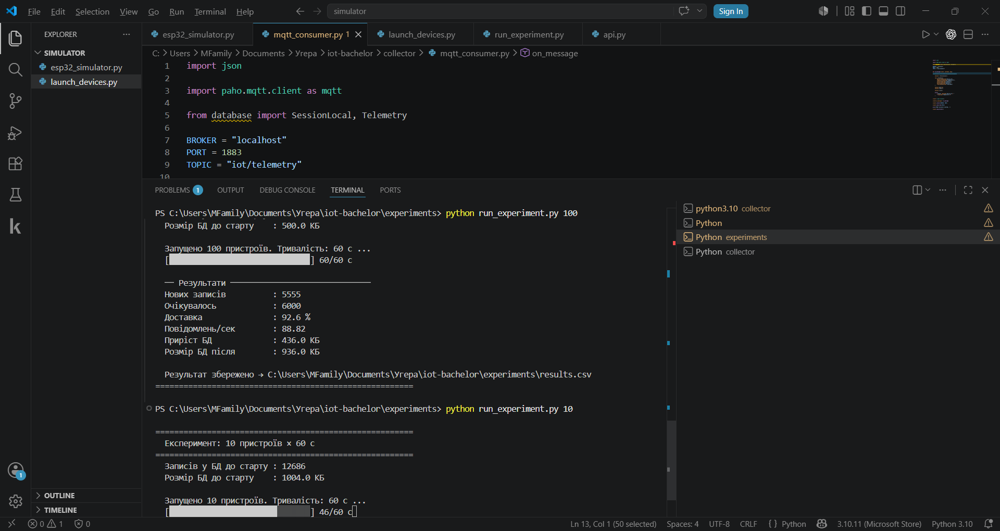 File Edit Selection View Go Run Terminal Help
simulator
Sign In
EXPLORER
SIMULATOR
esp32_simulator.py
launch_devices.py
OUTLINE
TIMELINE
esp32_simulator.py mqtt_consumer.py 1 launch_devices.py run_experiment.py api.py
C: > Users > MFamily > Documents > Угера > iot-bachelor > collector > mqtt_consumer.py > on_message
1 import json
2
3 import paho.mqtt.client as mqtt
4
5 from database import SessionLocal, Telemetry
6
7 BROKER = "localhost"
8 PORT = 1883
9 TOPIC = "iot/telemetry"
10
PROBLEMS 1 OUTPUT DEBUG CONSOLE TERMINAL PORTS
PS C:\Users\MFamily\Documents\Угера\iot-bachelor\experiments> python run_experiment.py 100
Розмір БД до старту : 500.0 КБ
Запущено 100 пристроїв. Тривалість: 60 с ...
[ ] 60/60 с
── Результати ──────────────────────────────
Нових записів : 5555
Очікувалось : 6000
Доставка : 92.6 %
Повідомлень/сек : 88.82
Приріст БД : 436.0 КБ
Розмір БД після : 936.0 КБ
Результат збережено → C:\Users\MFamily\Documents\Угера\iot-bachelor\experiments\results.csv
=======================================================
PS C:\Users\MFamily\Documents\Угера\iot-bachelor\experiments> python run_experiment.py 10
=======================================================
Експеримент: 10 пристроїв × 60 с
=======================================================
Записів у БД до старту : 12686
Розмір БД до старту : 1004.0 КБ
Запущено 10 пристроїв. Тривалість: 60 с ...
[ ] 46/60 с
python3.10 collector
Python
Python experiments
Python collector
1
0 1 0
Ln 13, Col 1 (50 selected) Spaces: 4 UTF-8 CRLF { } Python 3.10.11 (Microsoft Store) Python 3.10